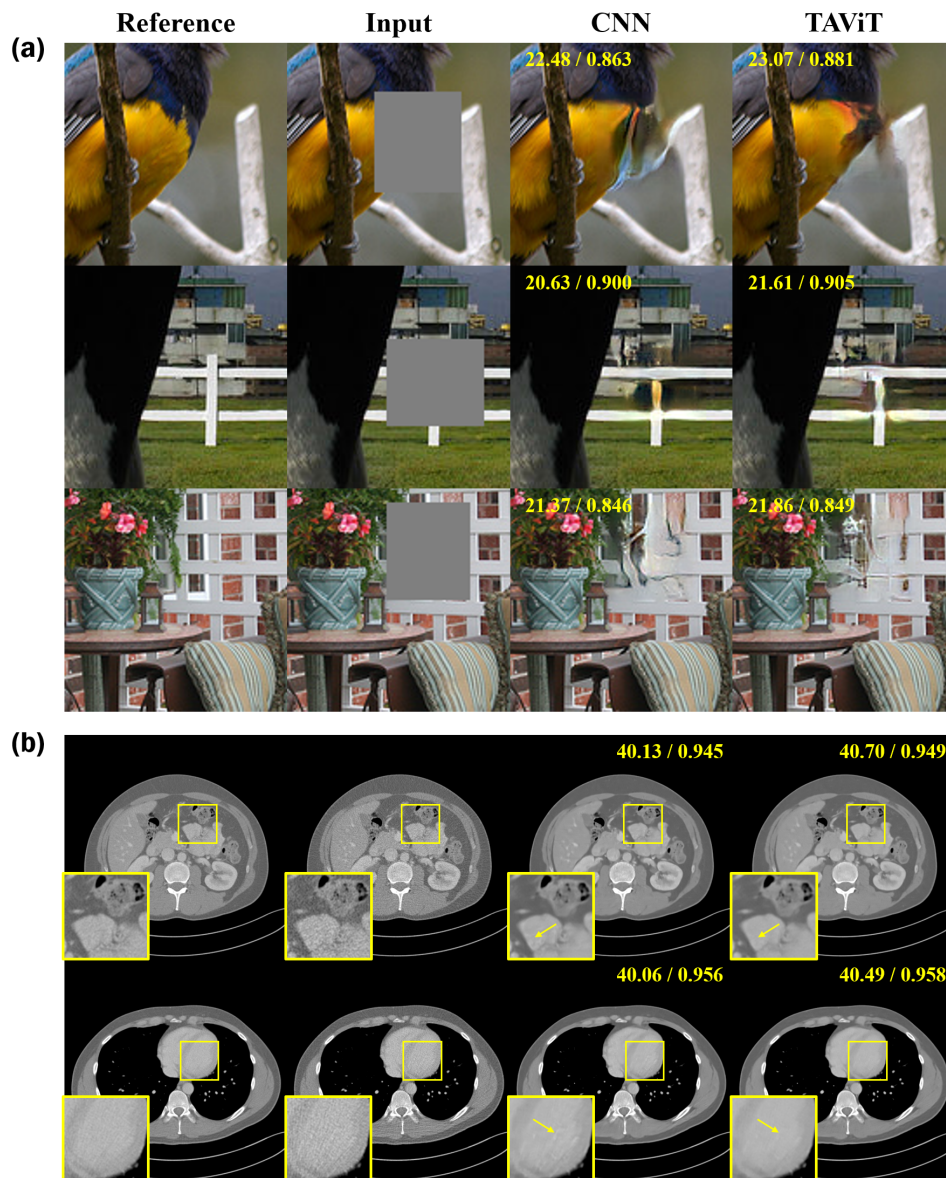 Reference Input CNN TAViT
(a)
22.48 / 0.863 23.07 / 0.881
20.63 / 0.900 21.61 / 0.905
21.37 / 0.846 21.86 / 0.849
(b)
40.13 / 0.945 40.70 / 0.949
40.06 / 0.956 40.49 / 0.958